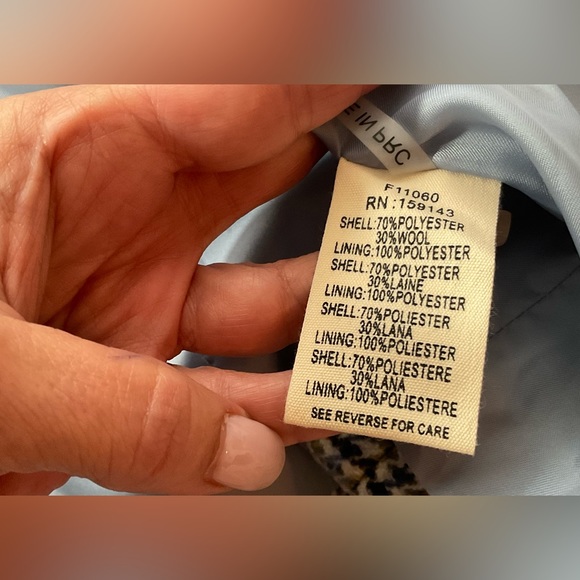 E IN PRC
F11060
RN:159143
SHELL:70%POLYESTER
30%WOOL
LINING:100%POLYESTER
SHELL:70%POLYESTER
30%LAINE
LINING:100%POLYESTER
SHELL:70%POLIESTER
30%LANA
LINING:100%POLIESTER
SHELL:70%POLIESTERE
30%LANA
LINING:100%POLIESTERE
SEE REVERSE FOR CARE